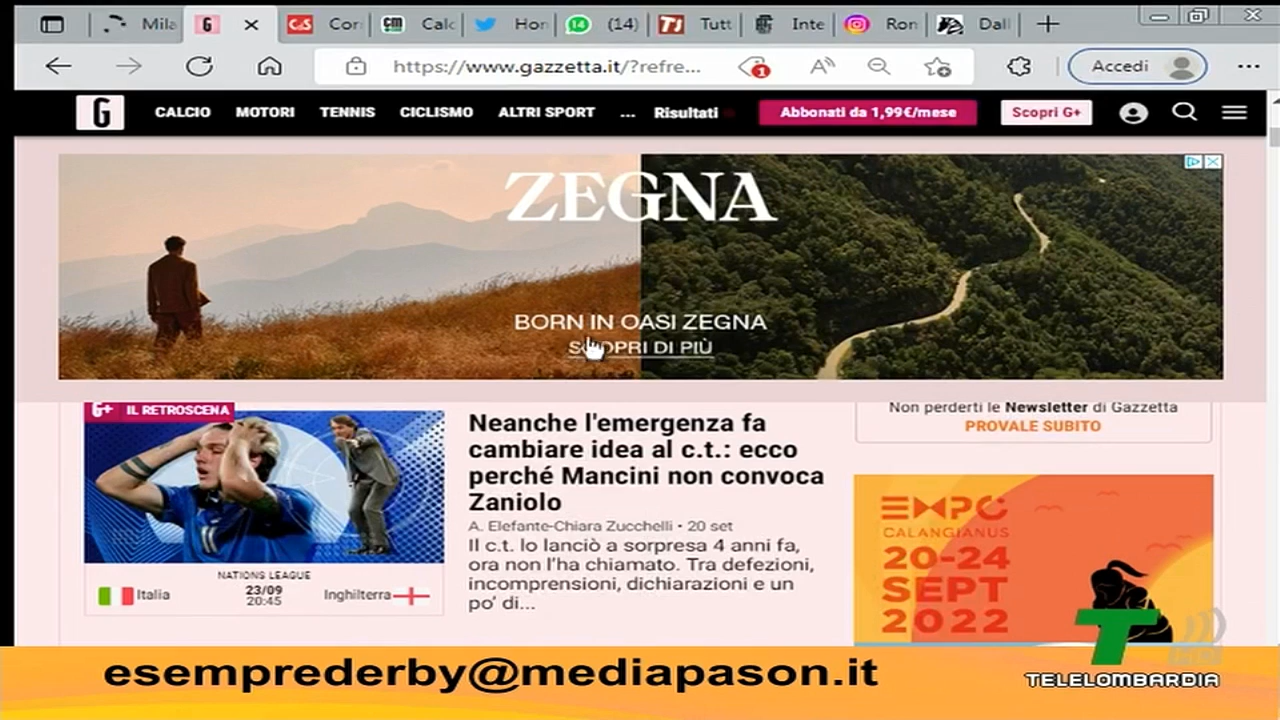 Mila
G
Cor
Calc
Hor
(14)
Tutt
Inte
Ron
Dall
https://www.gazzetta.it/?refre...
1
Accedi
G
CALCIO
MOTORI
TENNIS
CICLISMO
ALTRI SPORT
...
Risultati
Abbonati da 1,99€/mese
Scopri G+
ZEGNA
BORN IN OASI ZEGNA
SCOPRI DI PIÙ
G+ IL RETROSCENA
NATIONS LEAGUE
Italia
23/09
20:45
Inghilterra
Neanche l'emergenza fa
cambiare idea al c.t.: ecco
perché Mancini non convoca
Zaniolo
A. Elefante-Chiara Zucchelli • 20 set
Il c.t. lo lanciò a sorpresa 4 anni fa,
ora non l'ha chiamato. Tra defezioni,
incomprensioni, dichiarazioni e un
po' di...
Non perderti le Newsletter di Gazzetta
PROVALE SUBITO
EXPO
CALANGIANUS
20-24
SEPT
2022
esemprederby@mediapason.it
T
TELELOMBARDIA